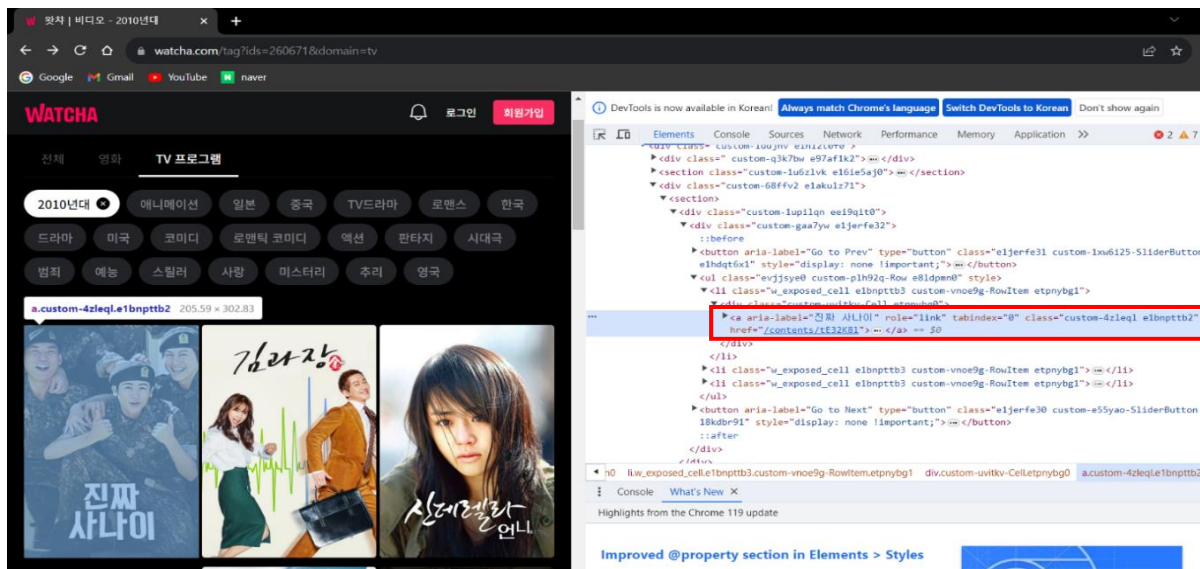 왓챠 | 비디오 - 2010년대
watcha.com/tag?ids=260671&domain=tv
Google Gmail YouTube naver
WATCHA 로그인 회원가입
전체 영화 TV 프로그램
2010년대 애니메이션 일본 중국 TV드라마 로맨스 한국
드라마 미국 코미디 로맨틱 코미디 액션 판타지 시대극
범죄 예능 스릴러 사랑 미스터리 추리 영국
a.custom-4zleql.e1bnpttb2 205.59 × 302.83
진짜
사나이
김과장
신데렐라
언니
DevTools is now available in Korean! Always match Chrome's language Switch DevTools to Korean Don't show again
Elements Console Sources Network Performance Memory Application 2 7
<div class=" custom-q3k7bw e97af1k2"> </div>
<section class="custom-1u6zlvk e16ie5aj0"> </section>
<div class="custom-68ffv2 e1akulz71">
<section>
<div class="custom-1upilqn eei9qit0">
<div class="custom-gaa7yw e1jerfe32">
::before
<button aria-label="Go to Prev" type="button" class="e1jerfe31 custom-1xw6i25-SliderButton
e1hdqt6x1" style="display: none !important;"> </button>
<ul class="evjjsye0 custom-plh92q-Row e8ldpmn0" style>
<li class="w_exposed_cell e1bnpttb3 custom-vnoe9g-RowItem etpnybg1">
<div class="custom-uvitkv-Cell etpnybg0">
<a aria-label="진짜 사나이" role="link" tabindex="0" class="custom-4zleql e1bnpttb2"
href="/contents/tE32K81"> </a> == $0
</div>
</li>
<li class="w_exposed_cell e1bnpttb3 custom-vnoe9g-RowItem etpnybg1"> </li>
<li class="w_exposed_cell e1bnpttb3 custom-vnoe9g-RowItem etpnybg1"> </li>
</ul>
<button aria-label="Go to Next" type="button" class="e1jerfe30 custom-e55yao-SliderButton
18kdbr91" style="display: none !important;"> </button>
::after
</div>
</div>
n0 li.w_exposed_cell.e1bnpttb3.custom-vnoe9g-RowItem.etpnybg1 div.custom-uvitkv-Cell.etpnybg0 a.custom-4zleql.e1bnpttb2
Console What's New
Highlights from the Chrome 119 update
Improved @property section in Elements > Styles